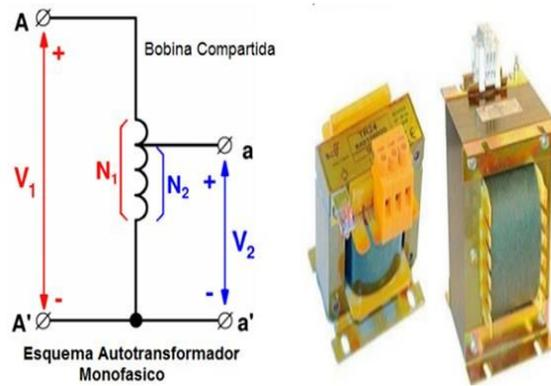 A
+
Bobina Compartida
a
N1
N2
+
V1
V2
-
-
A'
a'
Esquema Autotransformador
Monofasico